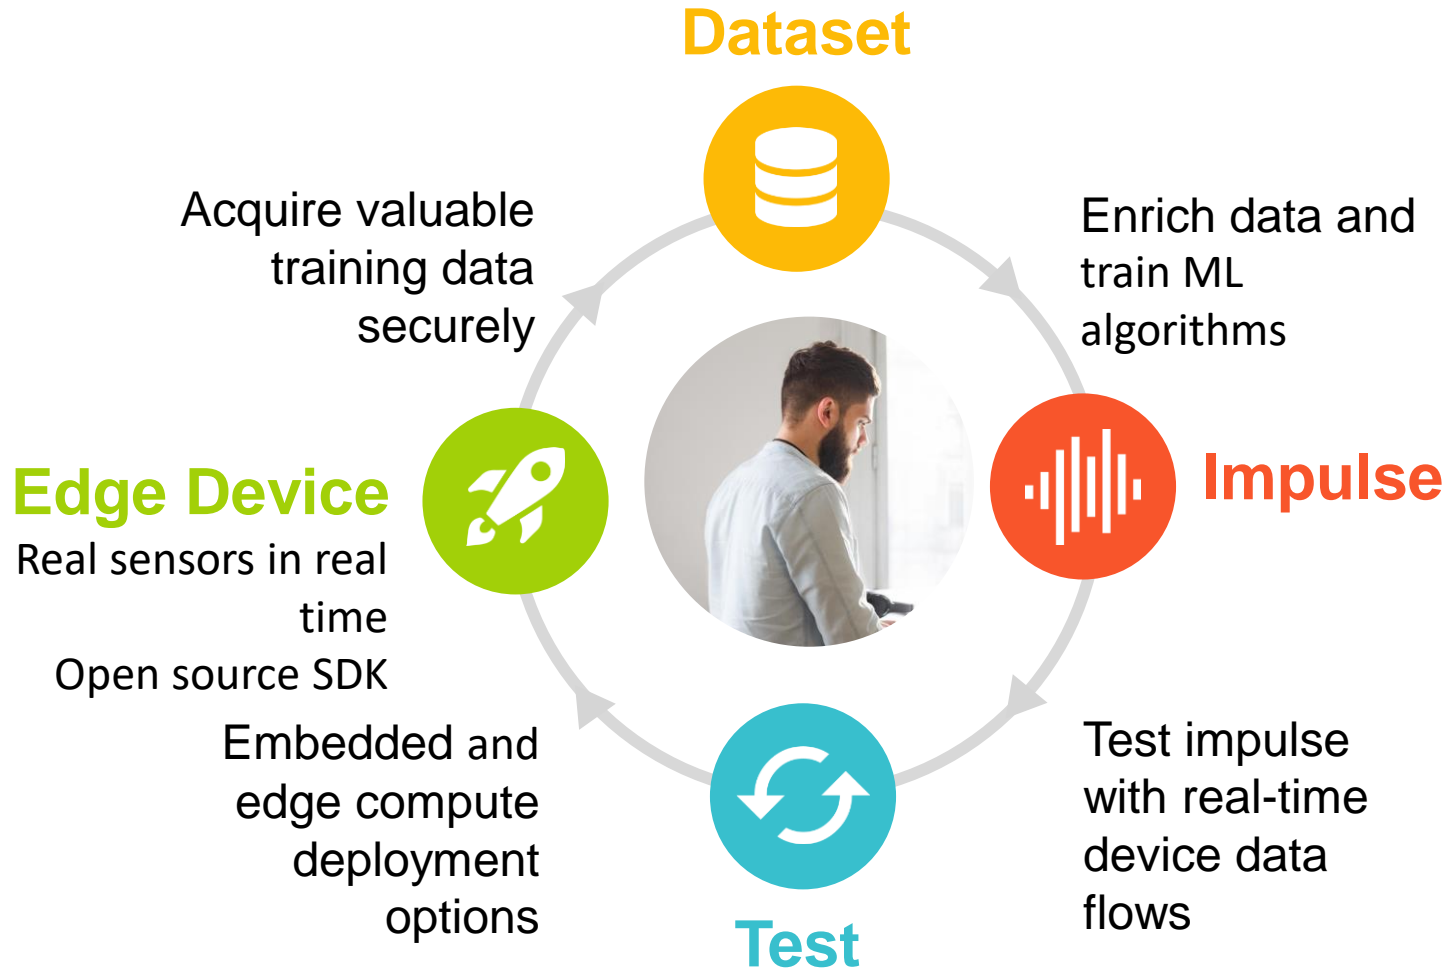 Dataset
Acquire valuable
training data
securely
Enrich data and
train ML
algorithms
Edge Device
Real sensors in real
time
Open source SDK
Impulse
Embedded and
edge compute
deployment
options
Test impulse
with real-time
device data
flows
Test